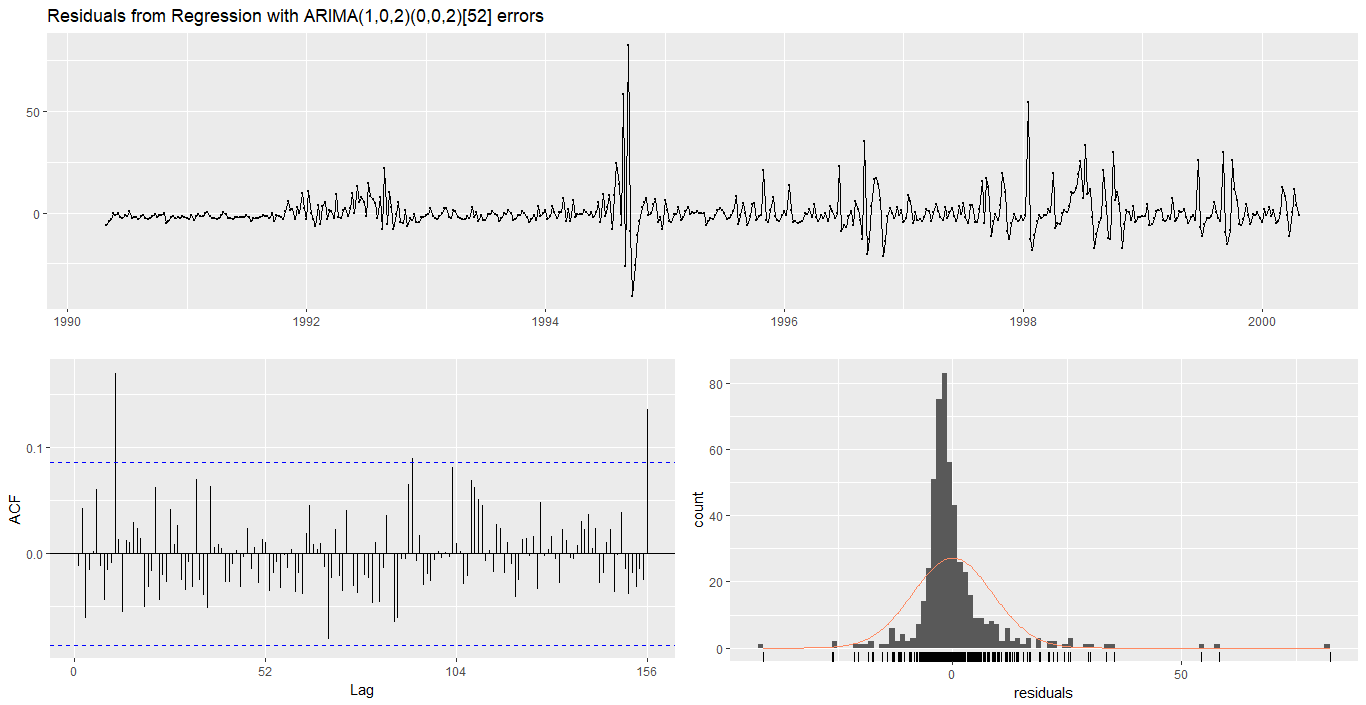 Residuals from Regression with ARIMA(1,0,2)(0,0,2)[52] errors
50
0
1990 1992 1994 1996 1998 2000
ACF
0.1
0.0
0 52 104 156
Lag
count
80
60
40
20
0
0 50
residuals